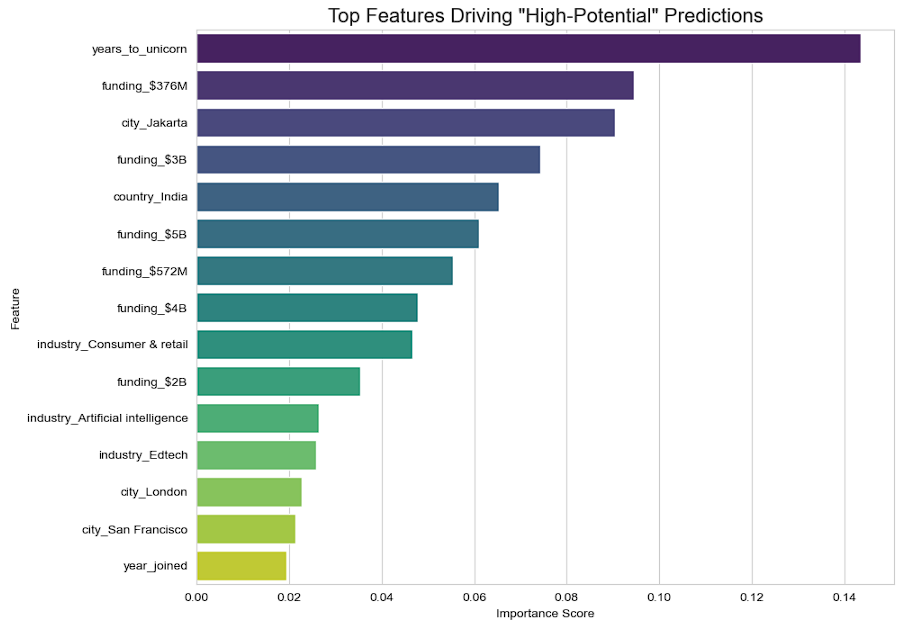 Top Features Driving "High-Potential" Predictions
years_to_unicorn
funding_$376M
city_Jakarta
funding_$3B
country_India
funding_$5B
funding_$572M
funding_$4B
industry_Consumer & retail
funding_$2B
industry_Artificial intelligence
industry_Edtech
city_London
city_San Francisco
year_joined
Feature
0.00 0.02 0.04 0.06 0.08 0.10 0.12 0.14
Importance Score